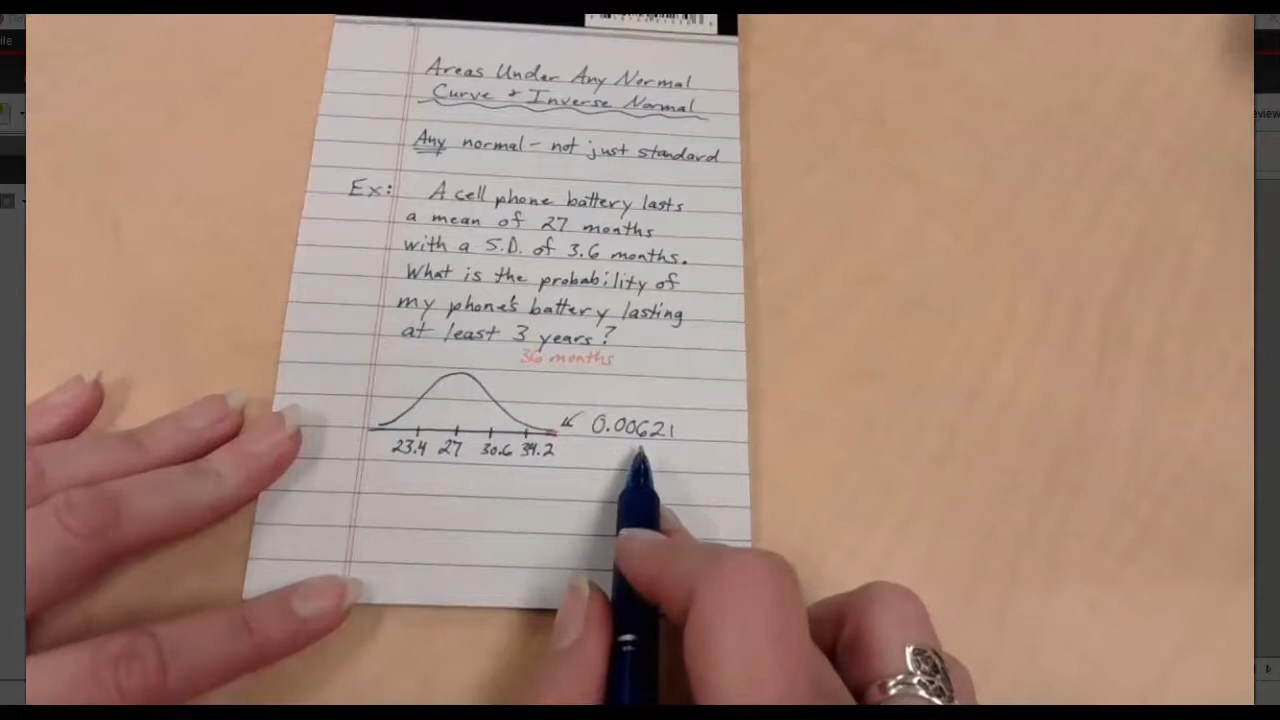 Areas Under Any Normal
Curve + Inverse Normal
Any normal - not just standard
Ex: A cell phone battery lasts
a mean of 27 months
with a S.D. of 3.6 months.
What is the probability of
my phone's battery lasting
at least 3 years?
36 months
0.00621
23.4 27 30.6 34.2